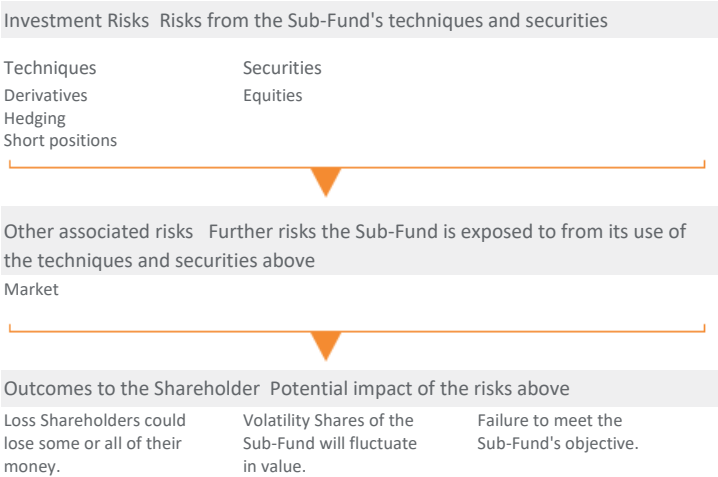 Investment Risks Risks from the Sub-Fund's techniques and securities
Techniques
Derivatives
Hedging
Short positions
Securities
Equities
Other associated risks Further risks the Sub-Fund is exposed to from its use of
the techniques and securities above
Market
Outcomes to the Shareholder Potential impact of the risks above
Loss Shareholders could
lose some or all of their
money.
Volatility Shares of the
Sub-Fund will fluctuate
in value.
Failure to meet the
Sub-Fund's objective.